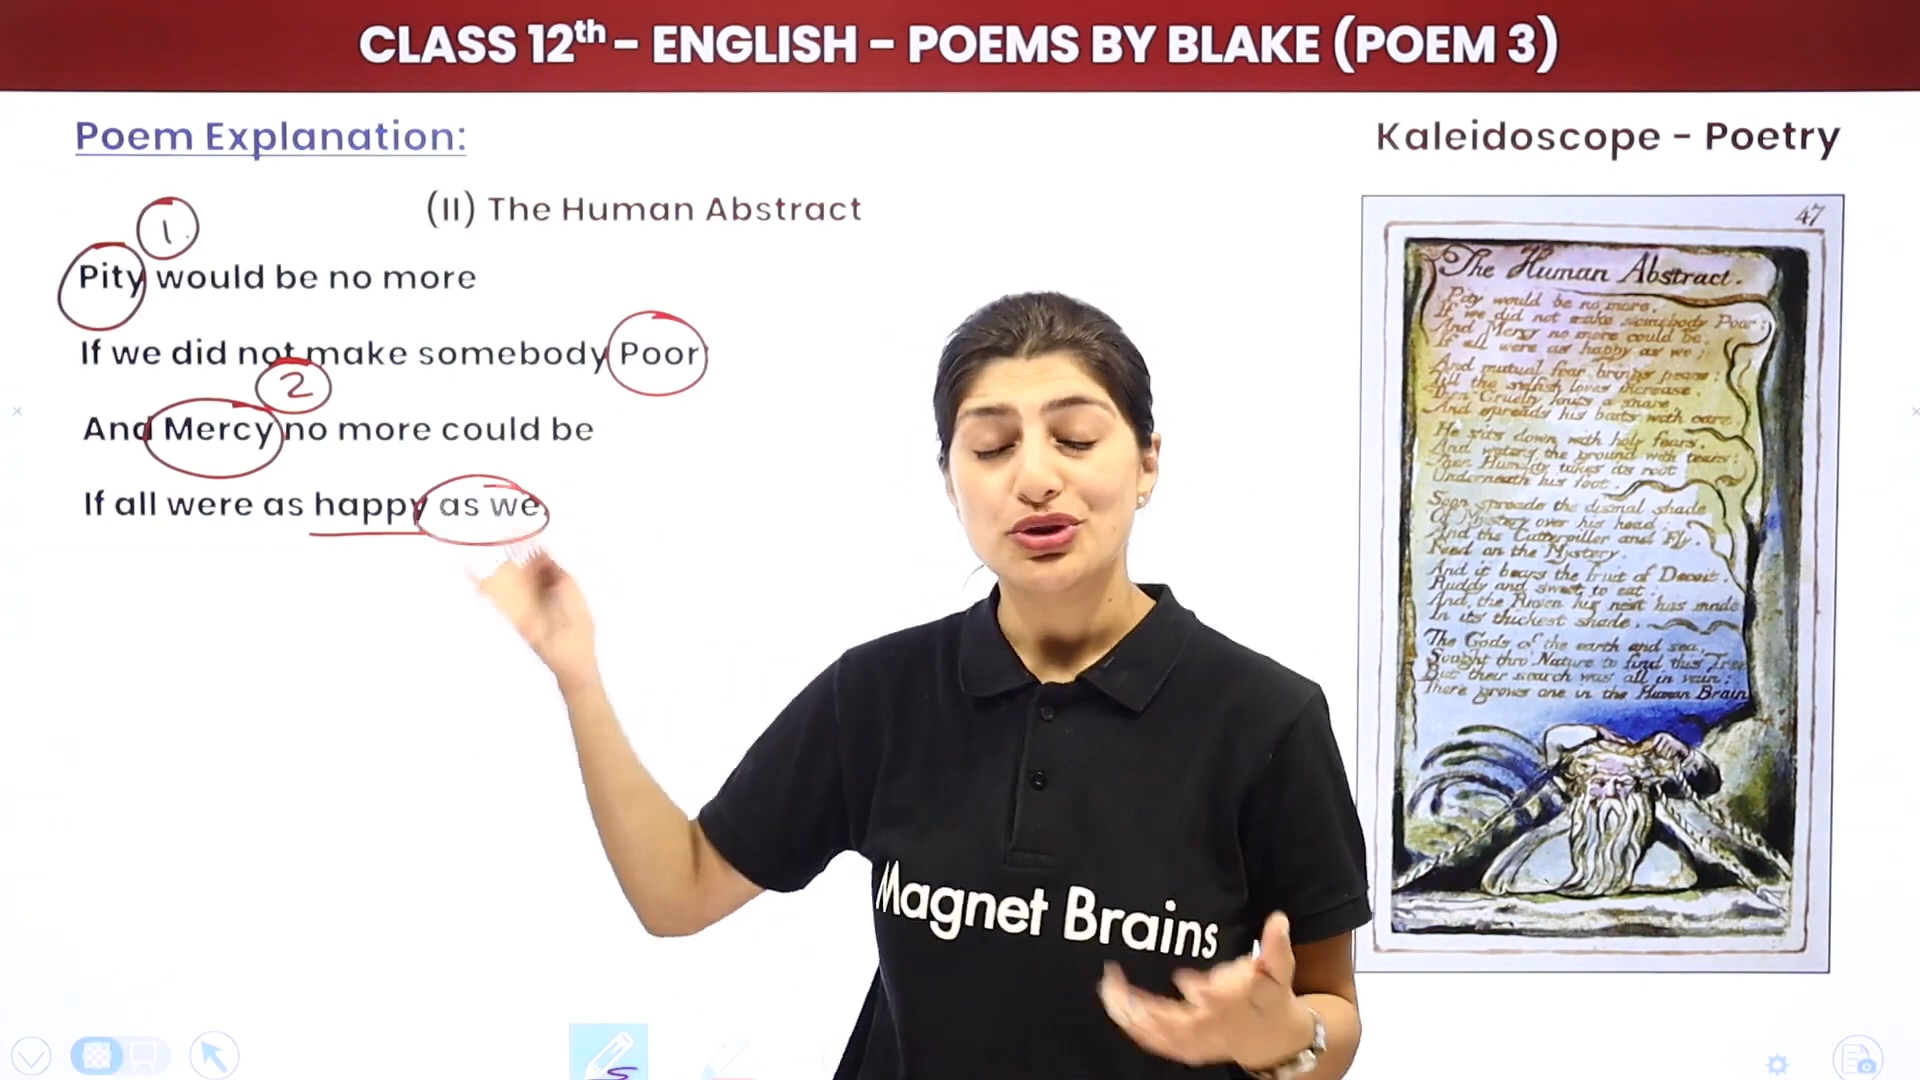 CLASS 12th – ENGLISH – POEMS BY BLAKE (POEM 3)
Poem Explanation:
Kaleidoscope - Poetry
(II) The Human Abstract
1
Pity would be no more
If we did not make somebody Poor
2
And Mercy no more could be
If all were as happy as we;
47
The Human Abstract.
Pity would be no more,
If we did not make somebody Poor:
And Mercy no more could be,
If all were as happy as we;
And mutual fear brings peace:
Till the selfish loves increase.
Then Cruelty knits a snare,
And spreads his baits with care.
He sits down with holy fears,
And waters the ground with tears:
Then Humility takes its root
Underneath his foot.
Soon spreads the dismal shade
Of Mystery over his head;
And the Catterpiller and Fly,
Feed on the Mystery.
And it bears the fruit of Deceit,
Ruddy and sweet to eat:
And the Raven his nest has made
In its thickest shade.
The Gods of the earth and sea,
Sought thro' Nature to find this Tree
But their search was all in vain:
There grows one in the Human Brain
Magnet Brains